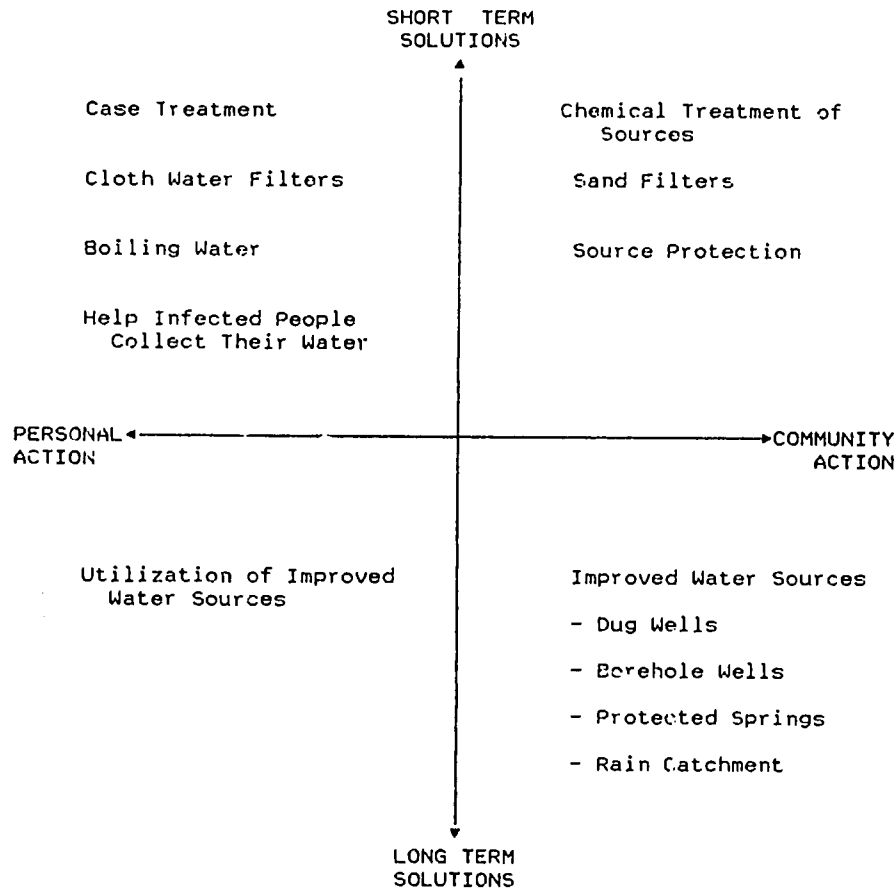 SHORT TERM
SOLUTIONS
Case Treatment
Cloth Water Filters
Boiling Water
Help Infected People
Collect Their Water
Chemical Treatment of
Sources
Sand Filters
Source Protection
PERSONAL
ACTION
COMMUNITY
ACTION
Utilization of Improved
Water Sources
Improved Water Sources
- Dug Wells
- Borehole Wells
- Protected Springs
- Rain Catchment
LONG TERM
SOLUTIONS